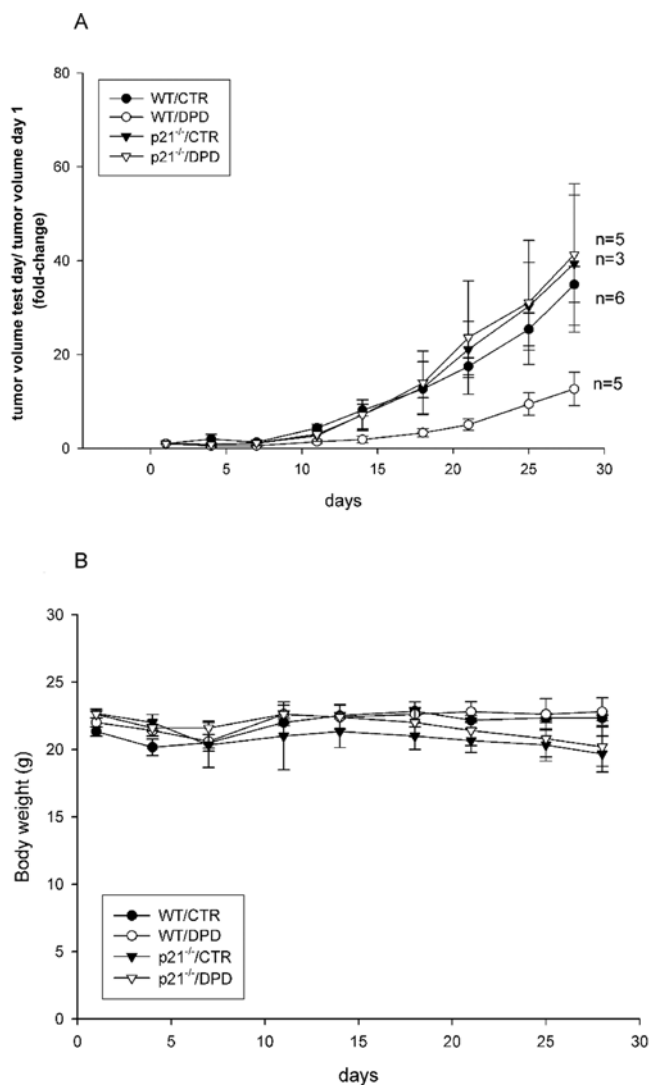 A
tumor volume test day/ tumor volume day 1
(fold-change)
80
60
40
20
0
WT/CTR
WT/DPD
p21⁻/⁻/CTR
p21⁻/⁻/DPD
n=5
n=3
n=6
n=5
0 5 10 15 20 25 30
days
B
Body weight (g)
30
25
20
15
10
5
0
WT/CTR
WT/DPD
p21⁻/⁻/CTR
p21⁻/⁻/DPD
0 5 10 15 20 25 30
days